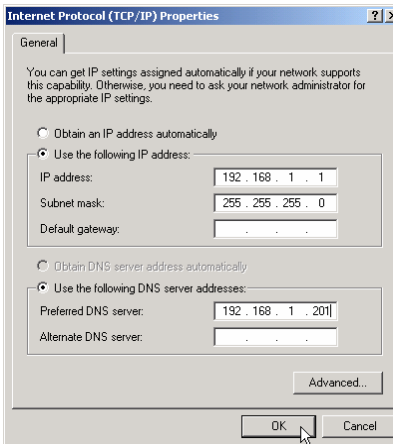 Internet Protocol (TCP/IP) Properties
General
You can get IP settings assigned automatically if your network supports
this capability. Otherwise, you need to ask your network administrator for
the appropriate IP settings.
Obtain an IP address automatically
Use the following IP address:
IP address: 192 . 168 . 1 . 1
Subnet mask: 255 . 255 . 255 . 0
Default gateway: . . .
Obtain DNS server address automatically
Use the following DNS server addresses:
Preferred DNS server: 192 . 168 . 1 . 201
Alternate DNS server: . . .
Advanced...
OK Cancel